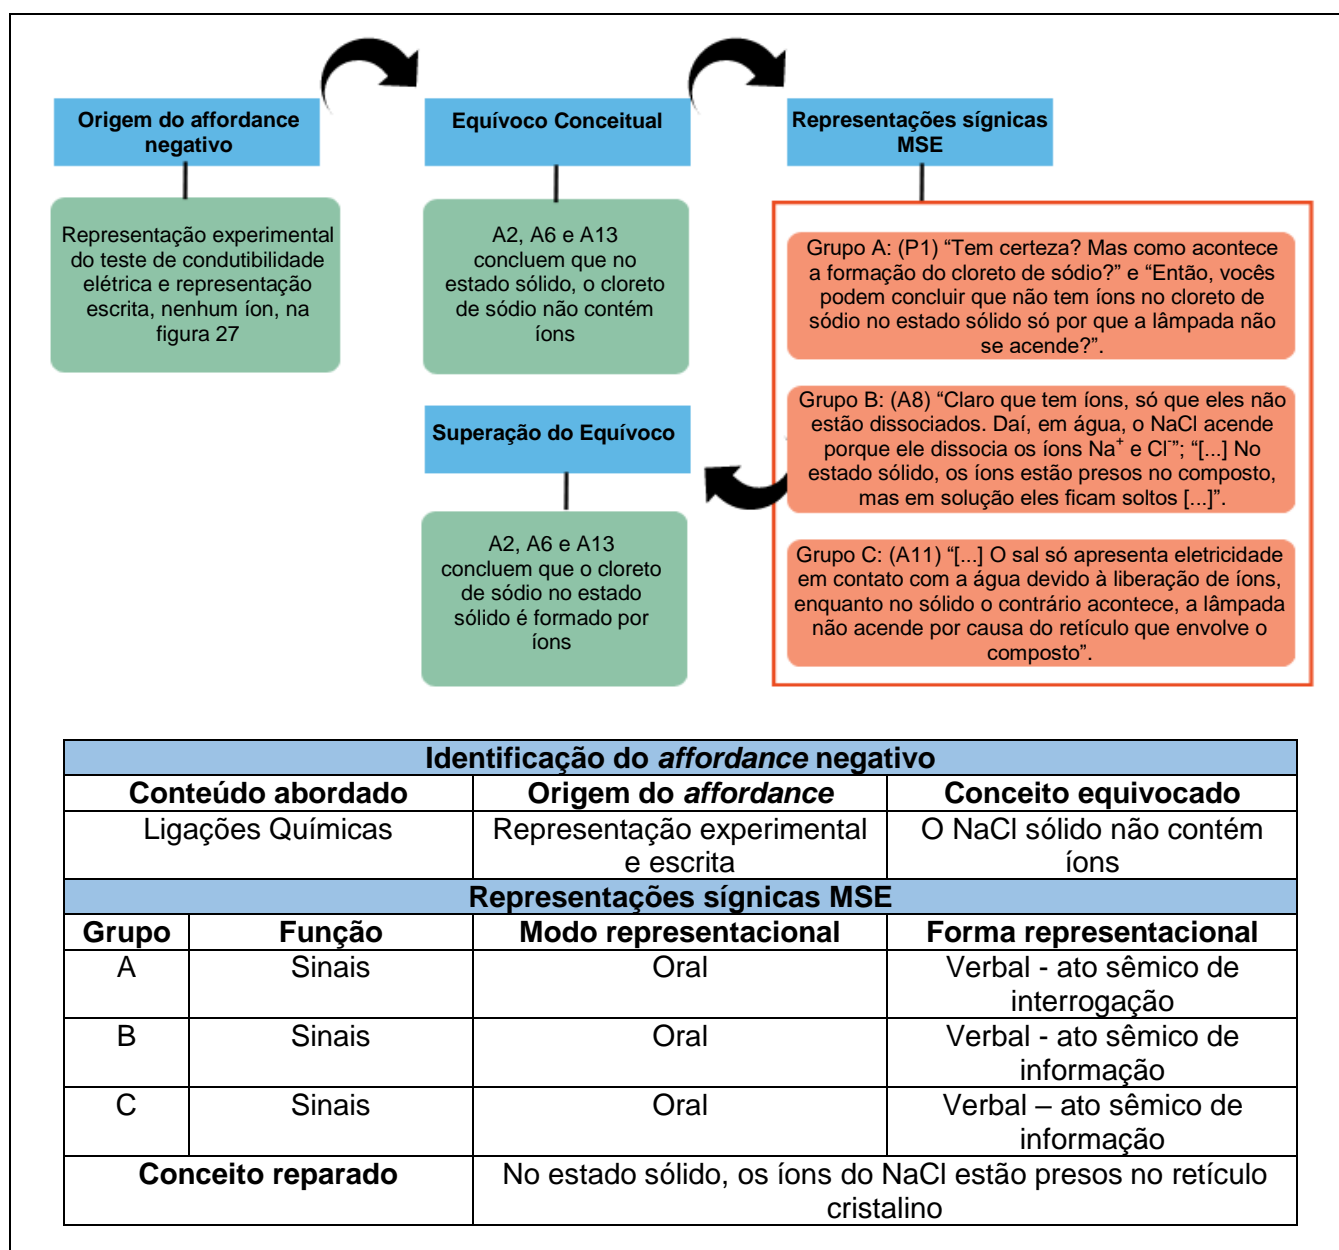 Origem do affordance
negativo
Equívoco Conceitual
Representações sígnicas
MSE
Representação experimental
do teste de condutibilidade
elétrica e representação
escrita, nenhum íon, na
figura 27
A2, A6 e A13
concluem que no
estado sólido, o cloreto
de sódio não contém
íons
Grupo A: (P1) “Tem certeza? Mas como acontece
a formação do cloreto de sódio?” e “Então, vocês
podem concluir que não tem íons no cloreto de
sódio no estado sólido só por que a lâmpada não
se acende?”.
Grupo B: (A8) “Claro que tem íons, só que eles não
estão dissociados. Daí, em água, o NaCl acende
porque ele dissocia os íons Na⁺ e Cl⁻”; “[...] No
estado sólido, os íons estão presos no composto,
mas em solução eles ficam soltos [...]”.
Grupo C: (A11) “[...] O sal só apresenta eletricidade
em contato com a água devido à liberação de íons,
enquanto no sólido o contrário acontece, a lâmpada
não acende por causa do retículo que envolve o
composto”.
Superação do Equívoco
A2, A6 e A13
concluem que o cloreto
de sódio no estado
sólido é formado por
íons
Identificação do affordance negativo
Conteúdo abordado Origem do affordance Conceito equivocado
Ligações Químicas Representação experimental O NaCl sólido não contém
e escrita íons
Representações sígnicas MSE
Grupo Função Modo representacional Forma representacional
A Sinais Oral Verbal - ato sêmico de
interrogação
B Sinais Oral Verbal - ato sêmico de
informação
C Sinais Oral Verbal – ato sêmico de
informação
Conceito reparado No estado sólido, os íons do NaCl estão presos no retículo
cristalino